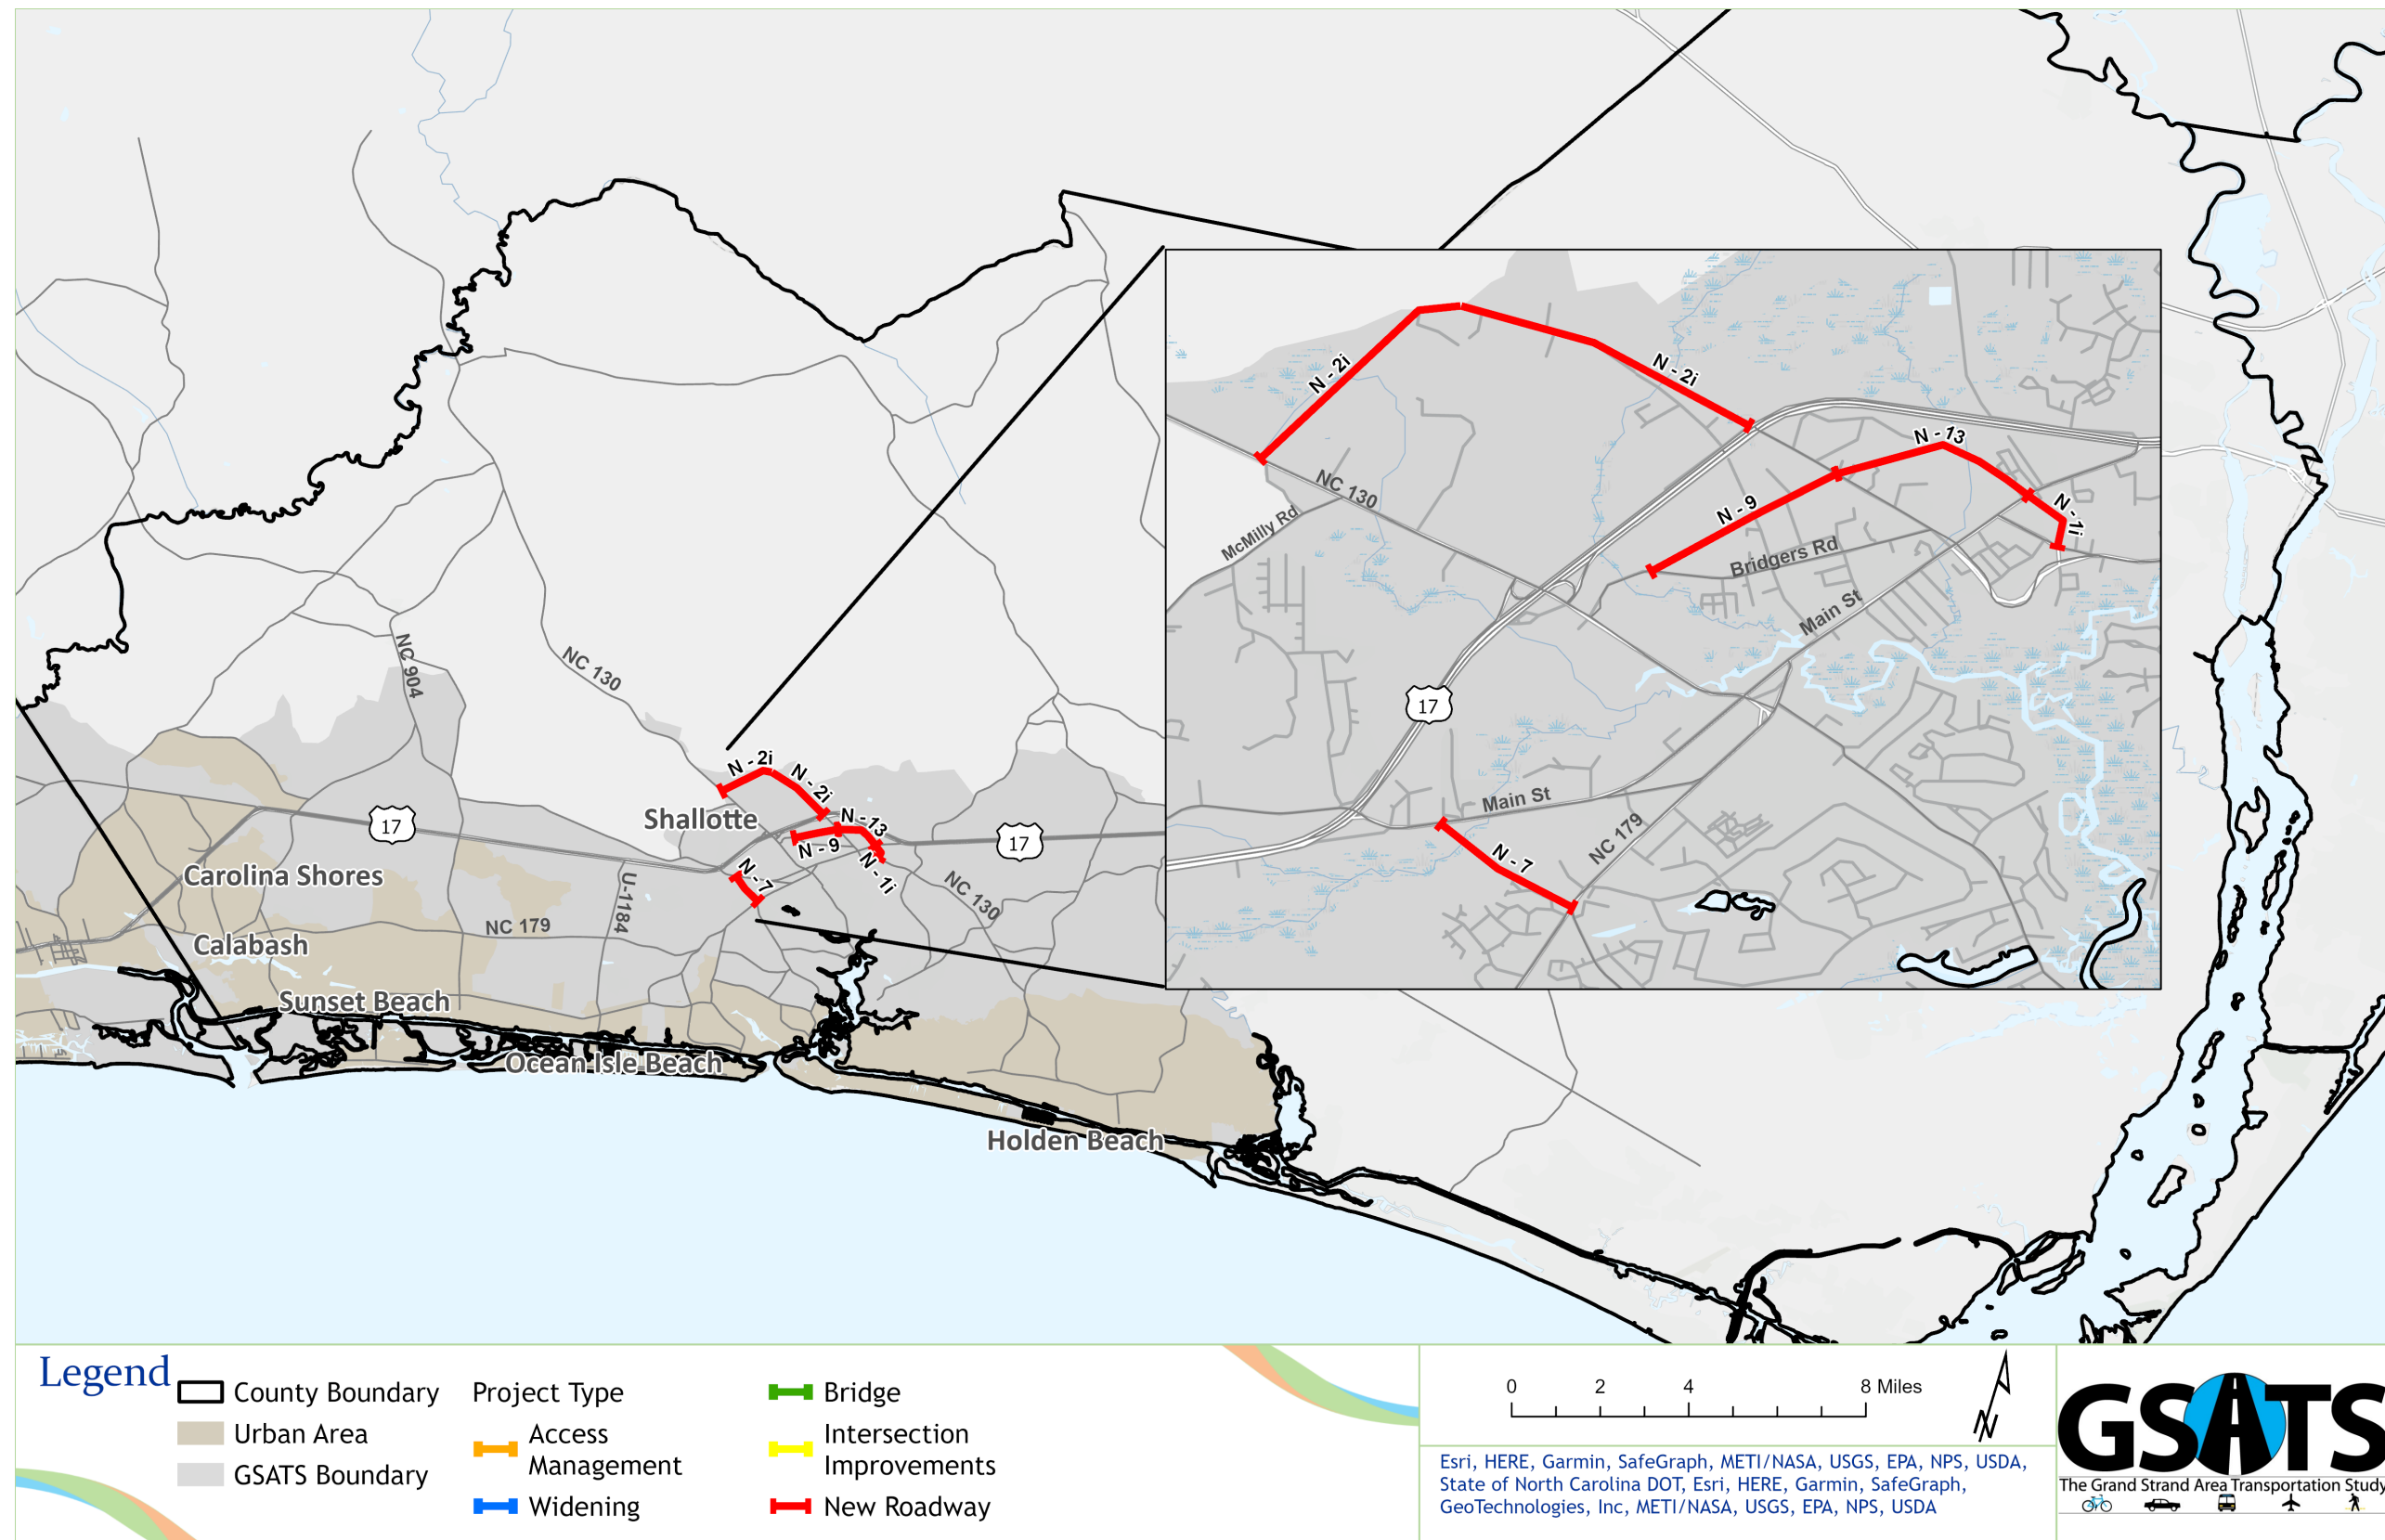 N - 2i
N - 2i
N - 13
N - 9
N - 1i
NC 130
McMilly Rd
Bridgers Rd
Main St
17
Main St
N - 7
NC 179
NC 904
NC 130
N - 2i
N - 2i
Shallotte
N - 13
17
17
N - 9
N - 1i
N - 7
Carolina Shores
U-1184
NC 130
NC 179
Calabash
Sunset Beach
Ocean Isle Beach
Holden Beach
Legend
County Boundary
Urban Area
GSATS Boundary
Project Type
Access
Management
Widening
Bridge
Intersection
Improvements
New Roadway
0 2 4 8 Miles
N
Esri, HERE, Garmin, SafeGraph, METI/NASA, USGS, EPA, NPS, USDA,
State of North Carolina DOT, Esri, HERE, Garmin, SafeGraph,
GeoTechnologies, Inc, METI/NASA, USGS, EPA, NPS, USDA
GSATS
The Grand Strand Area Transportation Study